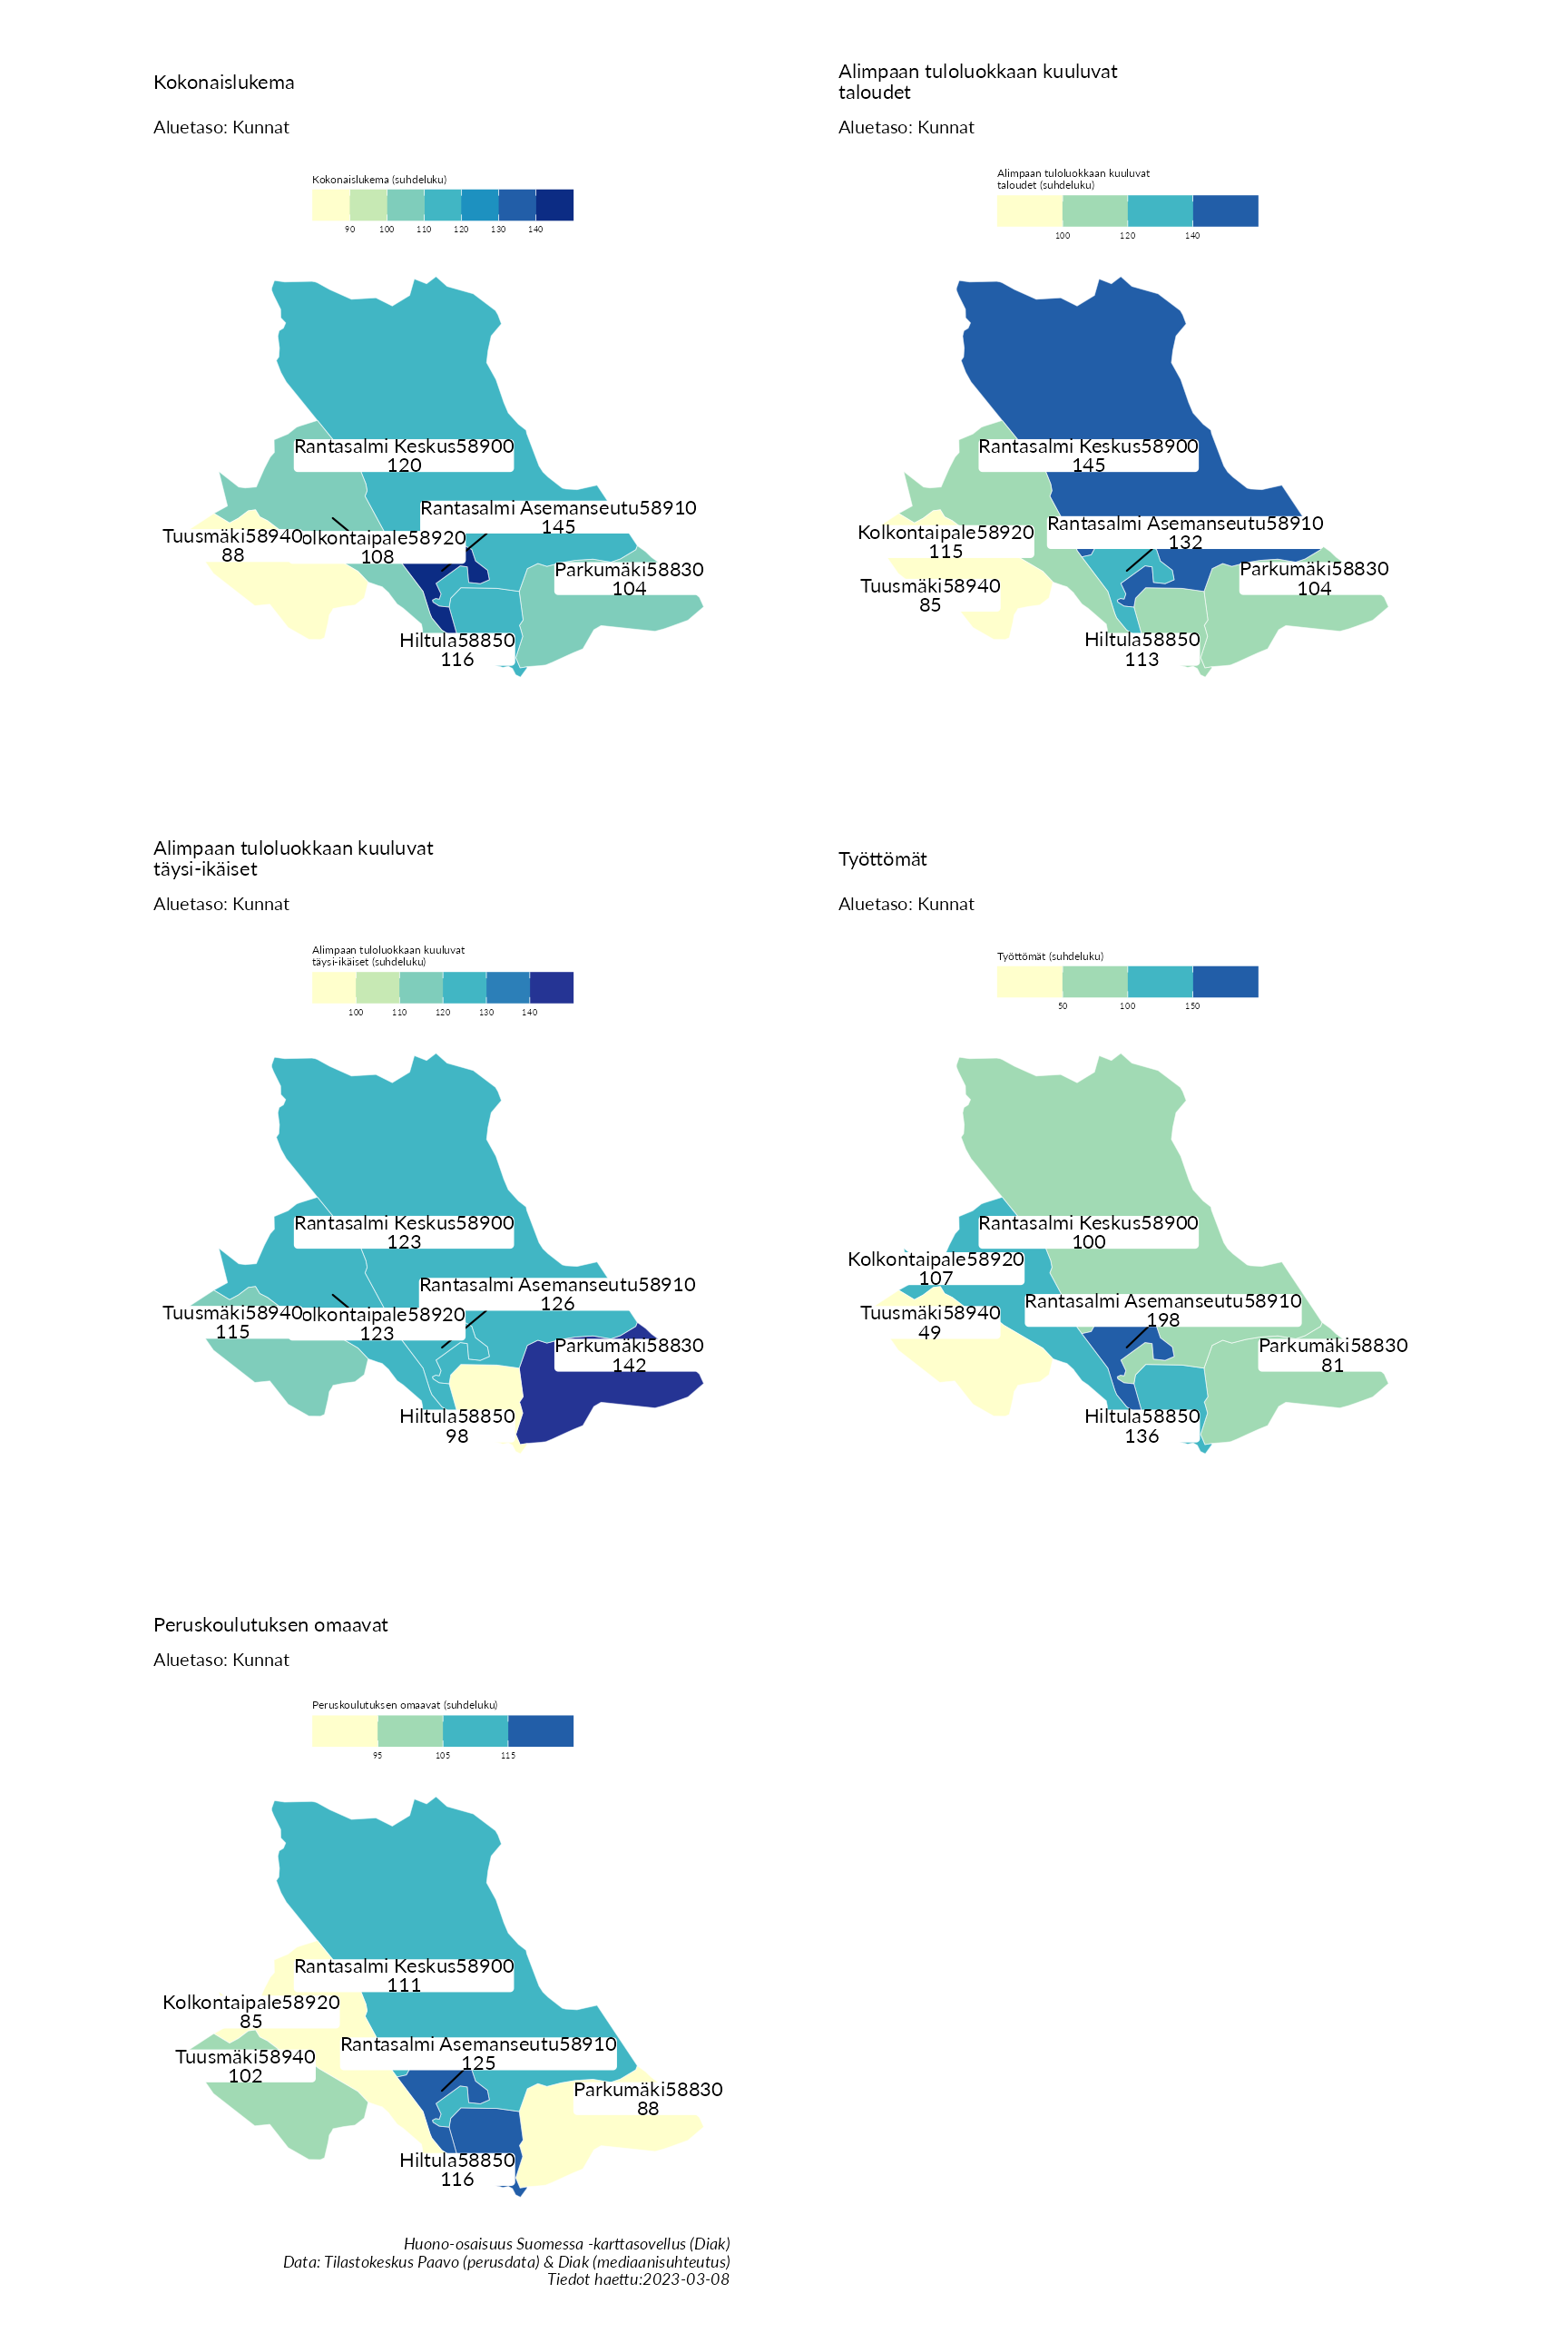 Kokonaislukema
Aluetaso: Kunnat
Kokonaislukema (suhdeluku)
90 100 110 120 130 140
Rantasalmi Keskus58900
120
Rantasalmi Asemanseutu58910
145
Tuusmäki58940
88
olkontaipale58920
108
Parkumäki58830
104
Hiltula58850
116
Alimpaan tuloluokkaan kuuluvat
taloudet
Aluetaso: Kunnat
Alimpaan tuloluokkaan kuuluvat
taloudet (suhdeluku)
100 120 140
Rantasalmi Keskus58900
145
Rantasalmi Asemanseutu58910
132
Kolkontaipale58920
115
Parkumäki58830
104
Tuusmäki58940
85
Hiltula58850
113
Alimpaan tuloluokkaan kuuluvat
täysi-ikäiset
Aluetaso: Kunnat
Alimpaan tuloluokkaan kuuluvat
täysi-ikäiset (suhdeluku)
100 110 120 130 140
Rantasalmi Keskus58900
123
Rantasalmi Asemanseutu58910
126
Tuusmäki58940
115
olkontaipale58920
123
Parkumäki58830
142
Hiltula58850
98
Työttömät
Aluetaso: Kunnat
Työttömät (suhdeluku)
50 100 150
Rantasalmi Keskus58900
100
Kolkontaipale58920
107
Rantasalmi Asemanseutu58910
198
Tuusmäki58940
49
Parkumäki58830
81
Hiltula58850
136
Peruskoulutuksen omaavat
Aluetaso: Kunnat
Peruskoulutuksen omaavat (suhdeluku)
95 105 115
Rantasalmi Keskus58900
111
Kolkontaipale58920
85
Rantasalmi Asemanseutu58910
125
Tuusmäki58940
102
Parkumäki58830
88
Hiltula58850
116
Huono-osaisuus Suomessa -karttasovellus (Diak)
Data: Tilastokeskus Paavo (perusdata) & Diak (mediaanisuhteutus)
Tiedot haettu:2023-03-08